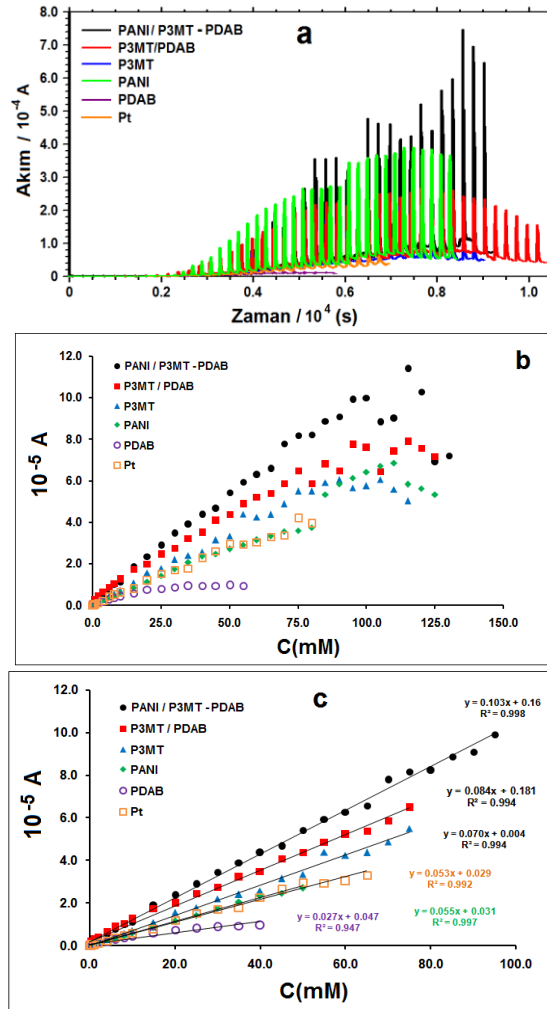 a
8.0
7.0
6.0
5.0
4.0
3.0
2.0
1.0
0
Akım / 10⁻⁴ A
PANI/ P3MT - PDAB
P3MT/PDAB
P3MT
PANI
PDAB
Pt
0 0.2 0.4 0.6 0.8 1.0
Zaman / 10⁴ (s)
b
12.0
10.0
8.0
6.0
4.0
2.0
0.0
10⁻⁵ A
PANI / P3MT - PDAB
P3MT / PDAB
P3MT
PANI
PDAB
Pt
0.0 25.0 50.0 75.0 100.0 125.0 150.0
C(mM)
c
12.0
10.0
8.0
6.0
4.0
2.0
0.0
10⁻⁵ A
PANI / P3MT - PDAB
P3MT / PDAB
P3MT
PANI
PDAB
Pt
y = 0.103x + 0.16
R² = 0.998
y = 0.084x + 0.181
R² = 0.994
y = 0.070x + 0.004
R² = 0.994
y = 0.053x + 0.029
R² = 0.992
y = 0.027x + 0.047
R² = 0.947
y = 0.055x + 0.031
R² = 0.997
0.0 20.0 40.0 60.0 80.0 100.0
C(mM)